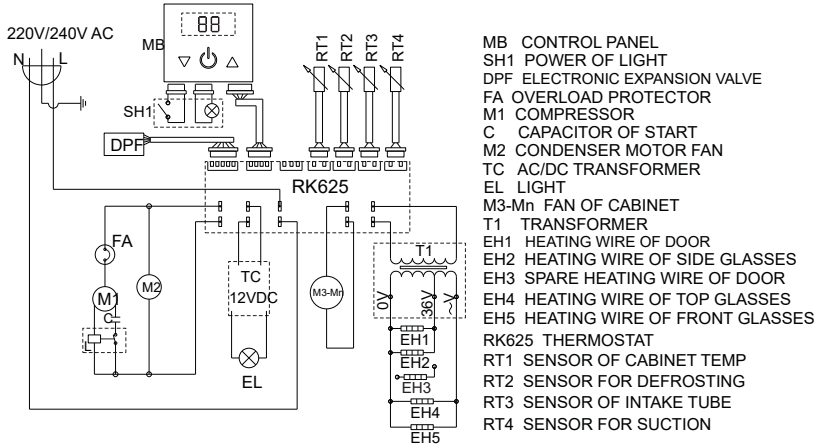 220V/240V AC
N
L
MB
88
SH1
DPF
RT1
RT2
RT3
RT4
RK625
FA
M1
C
L
M2
TC
12VDC
EL
M3-Mn
T1
0V
36V
V
~
EH1
EH2
EH3
EH4
EH5
MB CONTROL PANEL
SH1 POWER OF LIGHT
DPF ELECTRONIC EXPANSION VALVE
FA OVERLOAD PROTECTOR
M1 COMPRESSOR
C CAPACITOR OF START
M2 CONDENSER MOTOR FAN
TC AC/DC TRANSFORMER
EL LIGHT
M3-Mn FAN OF CABINET
T1 TRANSFORMER
EH1 HEATING WIRE OF DOOR
EH2 HEATING WIRE OF SIDE GLASSES
EH3 SPARE HEATING WIRE OF DOOR
EH4 HEATING WIRE OF TOP GLASSES
EH5 HEATING WIRE OF FRONT GLASSES
RK625 THERMOSTAT
RT1 SENSOR OF CABINET TEMP
RT2 SENSOR FOR DEFROSTING
RT3 SENSOR OF INTAKE TUBE
RT4 SENSOR FOR SUCTION